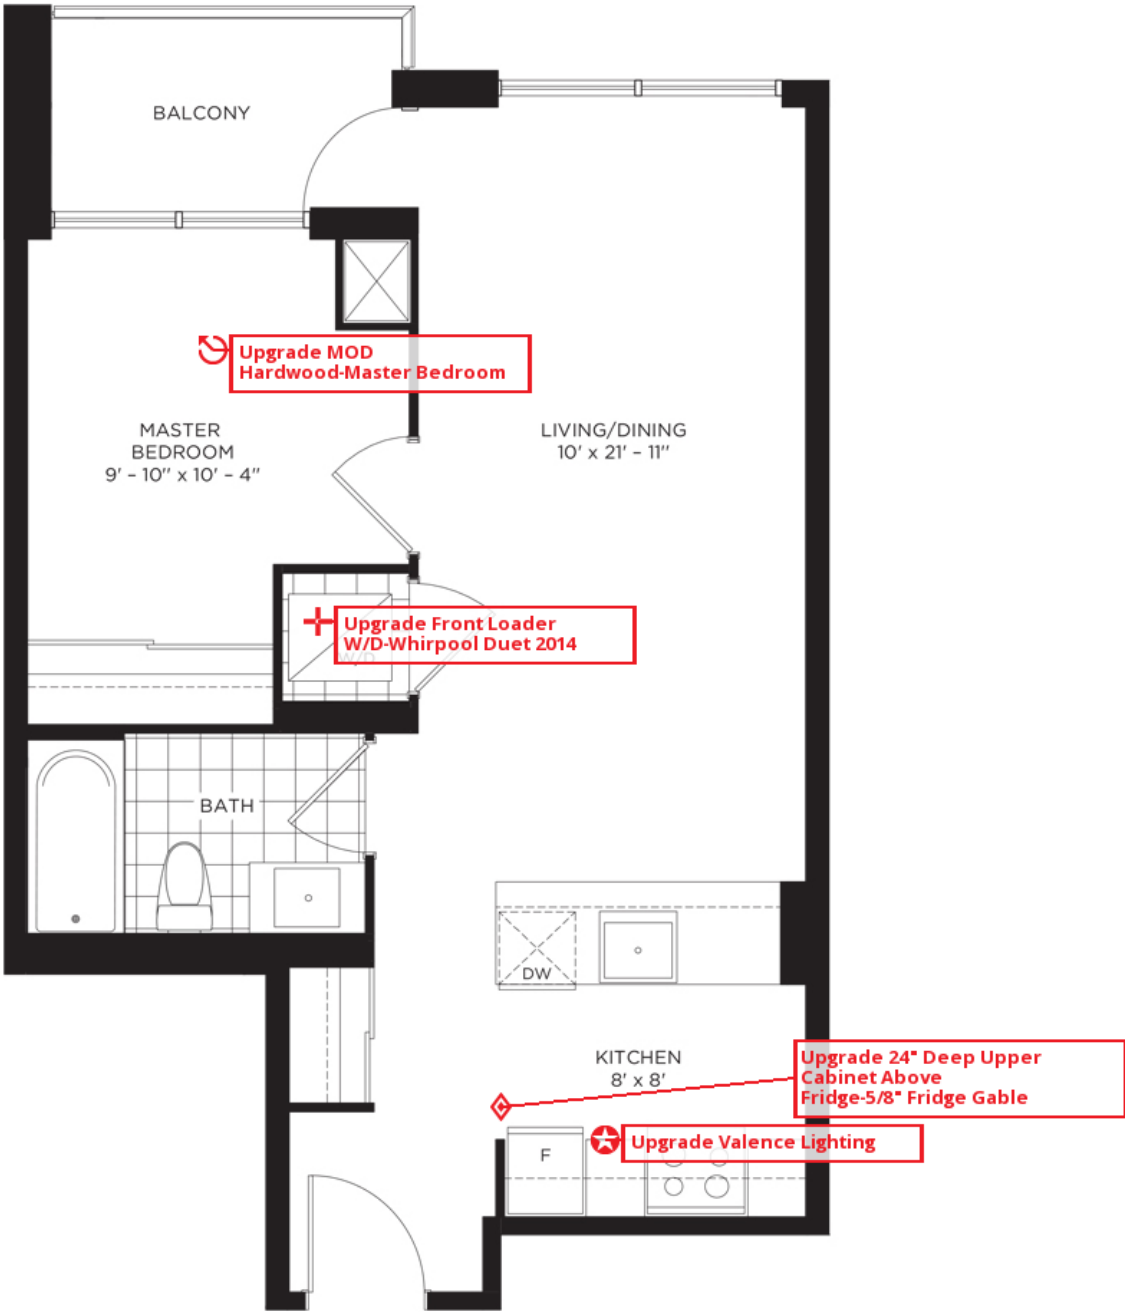 BALCONY
Upgrade MOD
Hardwood-Master Bedroom
MASTER
BEDROOM
9' - 10" x 10' - 4"
LIVING/DINING
10' x 21' - 11"
Upgrade Front Loader
W/D-Whirpool Duet 2014
W/D
BATH
DW
KITCHEN
8' x 8'
Upgrade 24" Deep Upper
Cabinet Above
Fridge-5/8" Fridge Gable
F
Upgrade Valence Lighting